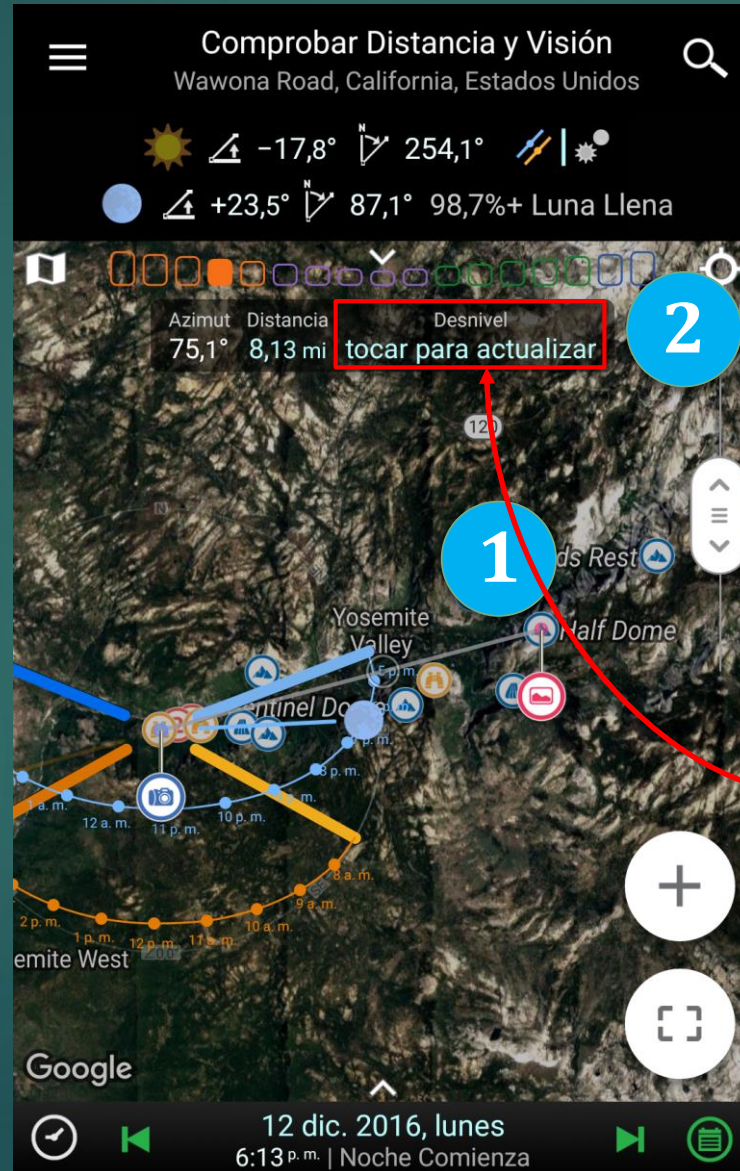 Comprobar Distancia y Visión
Wawona Road, California, Estados Unidos
N
−17,8° 254,1°
N
+23,5° 87,1° 98,7%+ Luna Llena
Azimut Distancia Desnivel
75,1° 8,13 mi tocar para actualizar
2
120
N
1
ds Rest
Yosemite
Valley
Half Dome
5 p. m.
entinel Do
8 p. m.
1 a. m.
12 a. m.
11 p. m.
10 p. m.
8 a. m.
9 a. m.
10 a. m.
11 a. m.
12 p. m.
1 p. m.
2 p. m.
emite West
Google
12 dic. 2016, lunes
6:13 p. m. | Noche Comienza